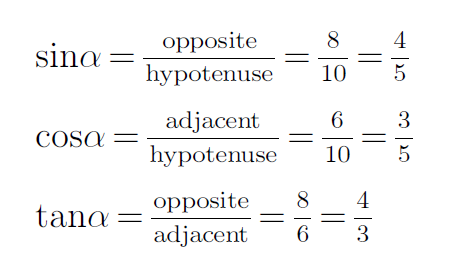 sinα = opposite/hypotenuse = 8/10 = 4/5
cosα = adjacent/hypotenuse = 6/10 = 3/5
tanα = opposite/adjacent = 8/6 = 4/3